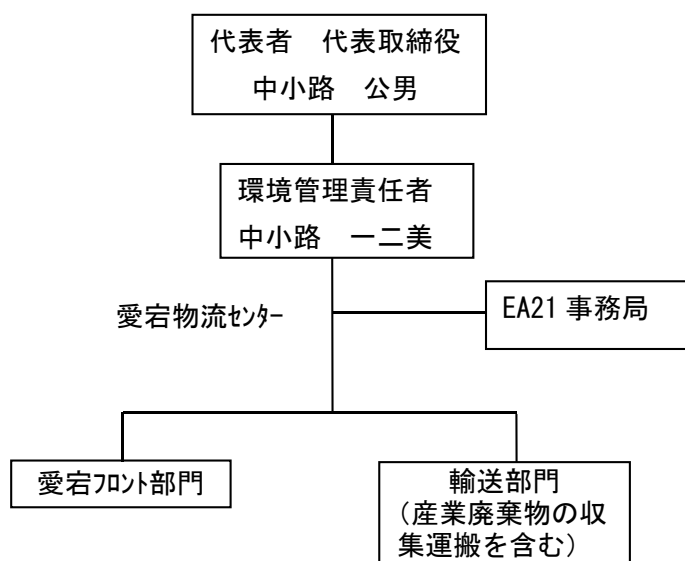 代表者　代表取締役
中小路　公男
環境管理責任者
中小路　一二美
愛宕物流ｾﾝﾀｰ
EA21 事務局
愛宕ﾌﾛﾝﾄ部門
輸送部門
（産業廃棄物の収
集運搬を含む）